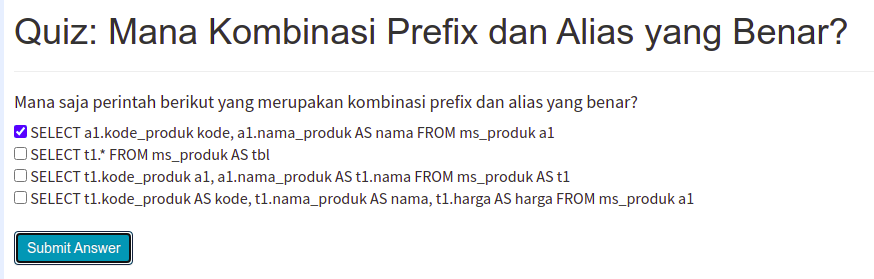 Quiz: Mana Kombinasi Prefix dan Alias yang Benar?
Mana saja perintah berikut yang merupakan kombinasi prefix dan alias yang benar?
SELECT a1.kode_produk kode, a1.nama_produk AS nama FROM ms_produk a1
SELECT t1.* FROM ms_produk AS tbl
SELECT t1.kode_produk a1, a1.nama_produk AS t1.nama FROM ms_produk AS t1
SELECT t1.kode_produk AS kode, t1.nama_produk AS nama, t1.harga AS harga FROM ms_produk a1
Submit Answer